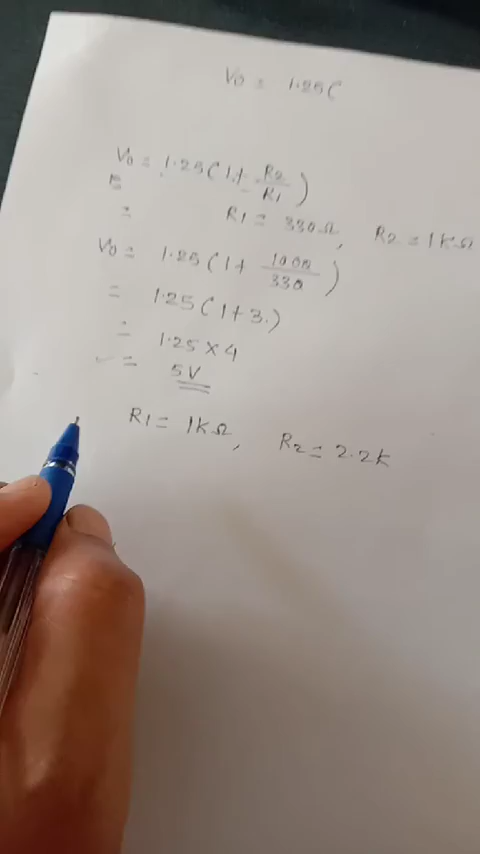 V0 = 1.25(
V0 = 1.25(1+ R2/R1)
= R1 = 330Ω, R2 = 1KΩ
V0 = 1.25(1+ 1000/330)
= 1.25(1+3.)
= 1.25×4
= 5V
R1 = 1KΩ, R2 = 2.2K